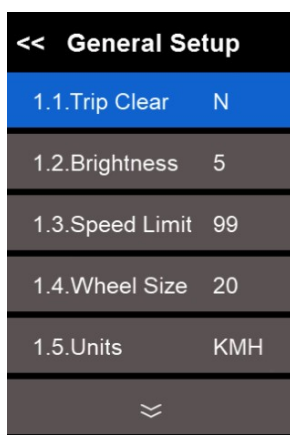 << General Setup
1.1.Trip Clear N
1.2.Brightness 5
1.3.Speed Limit 99
1.4.Wheel Size 20
1.5.Units KMH